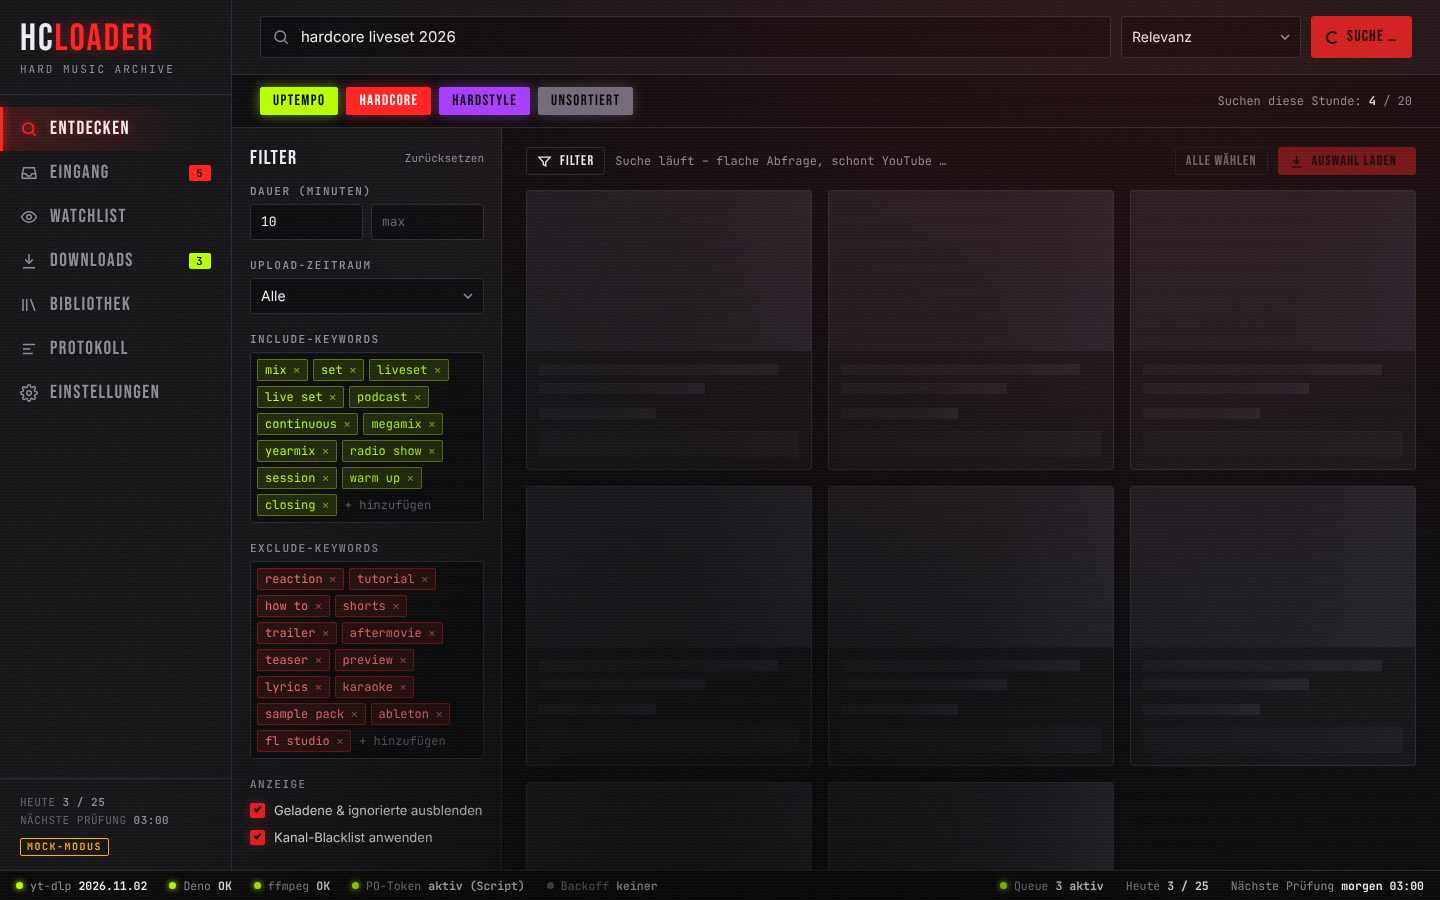 HCLOADER
HARD MUSIC ARCHIVE
ENTDECKEN
EINGANG 5
WATCHLIST
DOWNLOADS 3
BIBLIOTHEK
PROTOKOLL
EINSTELLUNGEN
HEUTE 3 / 25
NÄCHSTE PRÜFUNG 03:00
MOCK-MODUS
hardcore liveset 2026 Relevanz SUCHE …
UPTEMPO HARDCORE HARDSTYLE UNSORTIERT Suchen diese Stunde: 4 / 20
FILTER Zurücksetzen
DAUER (MINUTEN)
10 max
UPLOAD-ZEITRAUM
Alle
INCLUDE-KEYWORDS
mix × set × liveset ×
live set × podcast ×
continuous × megamix ×
yearmix × radio show ×
session × warm up ×
closing × + hinzufügen
EXCLUDE-KEYWORDS
reaction × tutorial ×
how to × shorts ×
trailer × aftermovie ×
teaser × preview ×
lyrics × karaoke ×
sample pack × ableton ×
fl studio × + hinzufügen
ANZEIGE
Geladene & ignorierte ausblenden
Kanal-Blacklist anwenden
FILTER Suche läuft – flache Abfrage, schont YouTube … ALLE WÄHLEN AUSWAHL LADEN
yt-dlp 2026.11.02 Deno OK ffmpeg OK PO-Token aktiv (Script) Backoff keiner Queue 3 aktiv Heute 3 / 25 Nächste Prüfung morgen 03:00